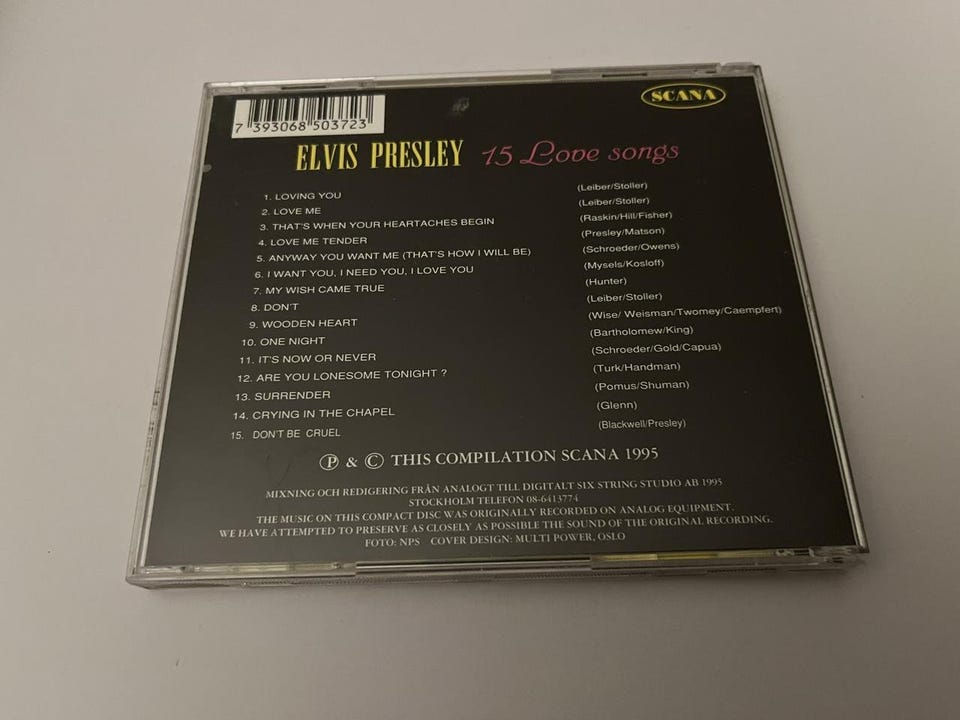 SCANA
7 393068 503723
ELVIS PRESLEY 15 Love songs
1. LOVING YOU (Leiber/Stoller)
2. LOVE ME (Leiber/Stoller)
3. THAT'S WHEN YOUR HEARTACHES BEGIN (Raskin/Hill/Fisher)
4. LOVE ME TENDER (Presley/Matson)
5. ANYWAY YOU WANT ME (THAT'S HOW I WILL BE) (Schroeder/Owens)
6. I WANT YOU, I NEED YOU, I LOVE YOU (Mysels/Kosloff)
7. MY WISH CAME TRUE (Hunter)
8. DON'T (Leiber/Stoller)
9. WOODEN HEART (Wise/ Weisman/Twomey/Caempfert)
10. ONE NIGHT (Bartholomew/King)
11. IT'S NOW OR NEVER (Schroeder/Gold/Capua)
12. ARE YOU LONESOME TONIGHT ? (Turk/Handman)
13. SURRENDER (Pomus/Shuman)
14. CRYING IN THE CHAPEL (Glenn)
15. DON'T BE CRUEL (Blackwell/Presley)
Ⓟ & © THIS COMPILATION SCANA 1995
MIXNING OCH REDIGERING FRÅN ANALOGT TILL DIGITALT SIX STRING STUDIO AB 1995
STOCKHOLM TELEFON 08-6413774
THE MUSIC ON THIS COMPACT DISC WAS ORIGINALLY RECORDED ON ANALOG EQUIPMENT.
WE HAVE ATTEMPTED TO PRESERVE AS CLOSELY AS POSSIBLE THE SOUND OF THE ORIGINAL RECORDING.
FOTO: NPS COVER DESIGN: MULTI POWER, OSLO